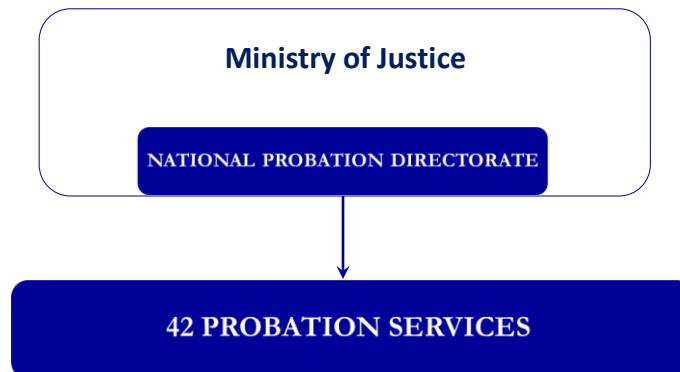 Ministry of Justice
NATIONAL PROBATION DIRECTORATE
42 PROBATION SERVICES